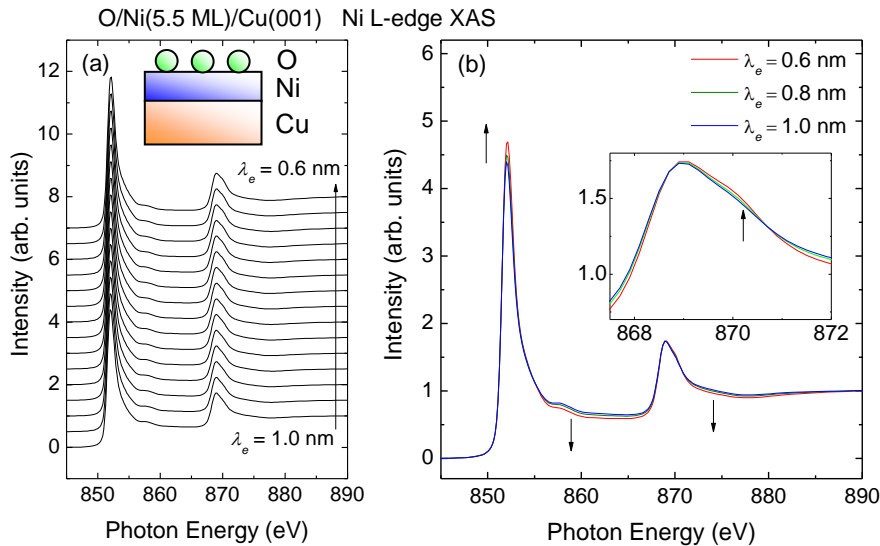 O/Ni(5.5 ML)/Cu(001) Ni L-edge XAS
(a)
O
Ni
Cu
λe = 0.6 nm
λe = 1.0 nm
Intensity (arb. units)
12
10
8
6
4
2
0
850 860 870 880 890
Photon Energy (eV)
(b)
λe = 0.6 nm
λe = 0.8 nm
λe = 1.0 nm
Intensity (arb. units)
6
5
4
3
2
1
0
1.5
1.0
868 870 872
850 860 870 880 890
Photon Energy (eV)